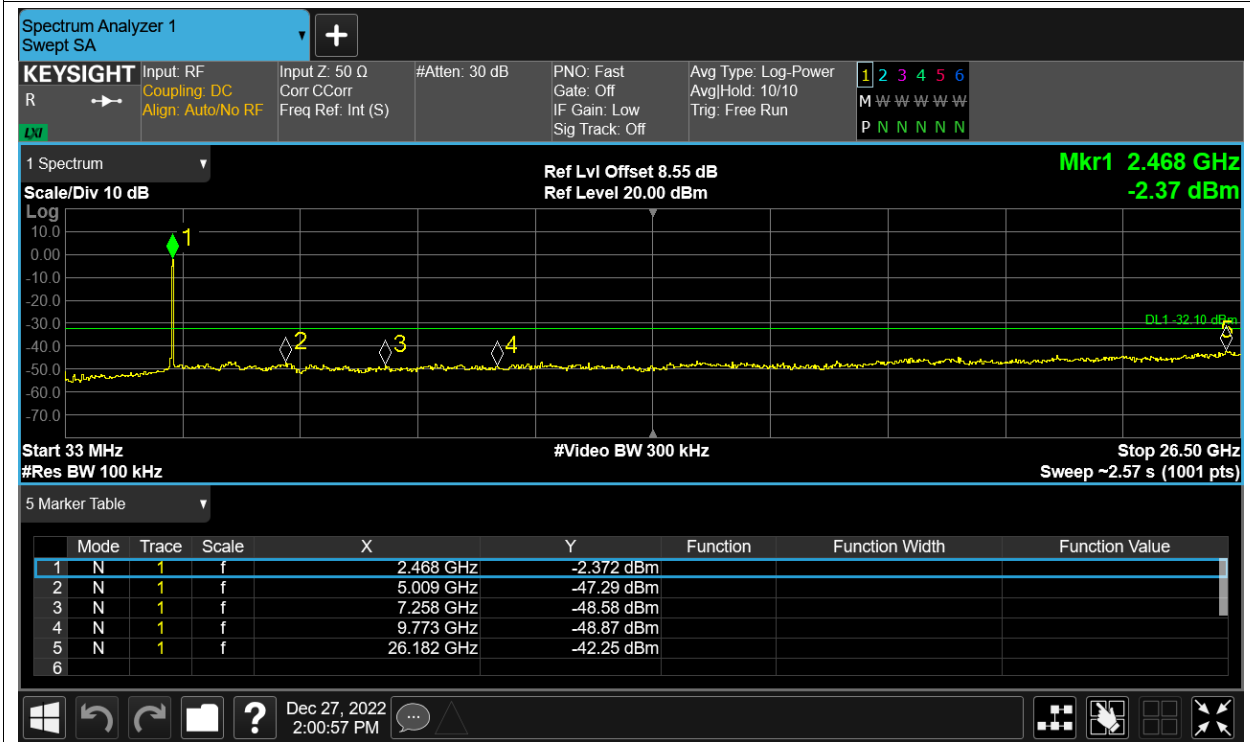 Spectrum Analyzer 1
Swept SA
+
KEYSIGHT
R
LXI
Input: RF
Coupling: DC
Align: Auto/No RF
Input Z: 50 Ω
Corr CCorr
Freq Ref: Int (S)
#Atten: 30 dB
PNO: Fast
Gate: Off
IF Gain: Low
Sig Track: Off
Avg Type: Log-Power
Avg|Hold: 10/10
Trig: Free Run
1 2 3 4 5 6
M W W W W W
P N N N N N
1 Spectrum
Scale/Div 10 dB
Ref Lvl Offset 8.55 dB
Ref Level 20.00 dBm
Mkr1 2.468 GHz
-2.37 dBm
Log
10.0
0.00
-10.0
-20.0
-30.0
-40.0
-50.0
-60.0
-70.0
1
2
3
4
5
DL1 -32.10 dBm
Start 33 MHz
#Res BW 100 kHz
#Video BW 300 kHz
Stop 26.50 GHz
Sweep ~2.57 s (1001 pts)
5 Marker Table
Mode Trace Scale X Y Function Function Width Function Value
1 N 1 f 2.468 GHz -2.372 dBm
2 N 1 f 5.009 GHz -47.29 dBm
3 N 1 f 7.258 GHz -48.58 dBm
4 N 1 f 9.773 GHz -48.87 dBm
5 N 1 f 26.182 GHz -42.25 dBm
6
?
Dec 27, 2022
2:00:57 PM